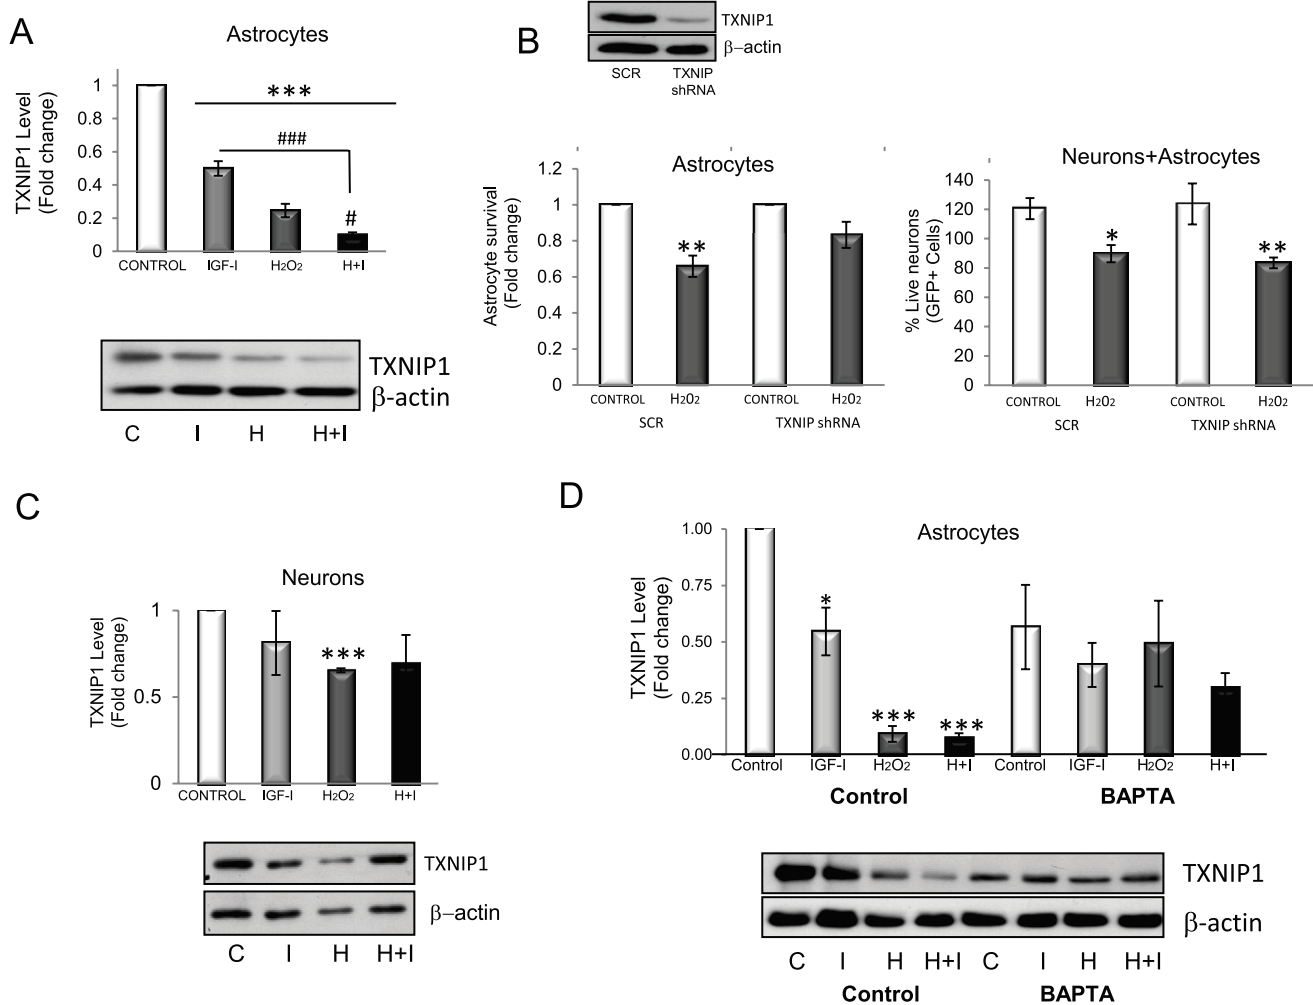 A
Astrocytes
TXNIP1 Level
(Fold change)
1
0.8
0.6
0.4
0.2
0
***
###
#
CONTROL IGF-I H2O2 H+I
TXNIP1
β-actin
C I H H+I
B
TXNIP1
β–actin
SCR TXNIP
shRNA
Astrocytes
Astrocyte survival
(Fold change)
1.2
1
0.8
0.6
0.4
0.2
0
**
CONTROL H2O2 CONTROL H2O2
SCR TXNIP shRNA
Neurons+Astrocytes
% Live neurons
(GFP+ Cells)
140
120
100
80
60
40
20
0
*
**
CONTROL H2O2 CONTROL H2O2
SCR TXNIP shRNA
C
Neurons
TXNIP1 Level
(Fold change)
1
0.5
0
***
CONTROL IGF-I H2O2 H+I
TXNIP1
β–actin
C I H H+I
D
Astrocytes
TXNIP1 Level
(Fold change)
1.00
0.75
0.50
0.25
0.00
*
*** ***
Control IGF-I H2O2 H+I Control IGF-I H2O2 H+I
Control BAPTA
TXNIP1
β-actin
C I H H+I C I H H+I
Control BAPTA